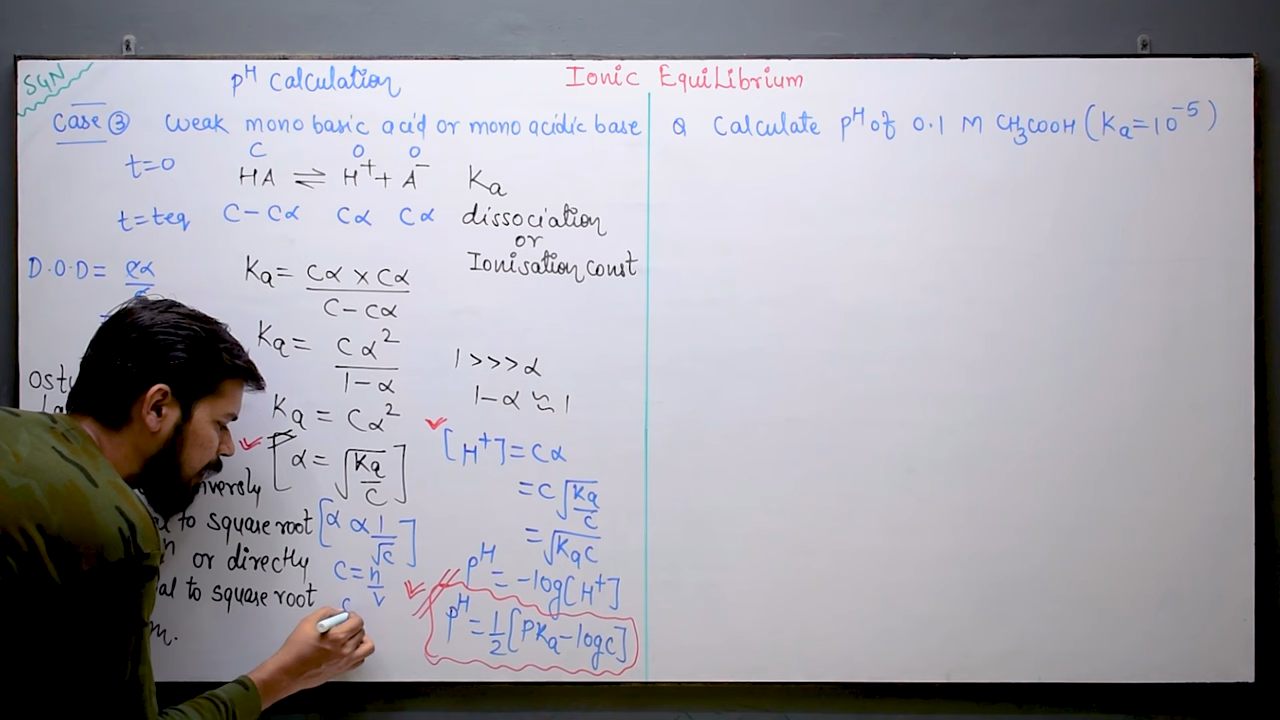 SGN
pH Calculation
Ionic Equilibrium
Case ③ Weak mono basic acid or mono acidic base
C O O
t=0 HA ⇌ H⁺ + A⁻ Ka
t=teq C-Cα Cα Cα dissociation
or
Ionisation const
D.O.D = Cα/C
Ka = Cα × Cα / C-Cα
Ka = Cα² / 1-α
1>>>α
1-α ≈ 1
Ka = Cα²
[α = √Ka/C]
to square root [α ∝ 1/√C]
or directly
to square root
C = n/V
[H⁺] = Cα
= C√Ka/C
= √KaC
pH = -log[H⁺]
pH = 1/2[PKa-logC]
Q Calculate pH of 0.1 M CH₃COOH (Ka=10⁻⁵)